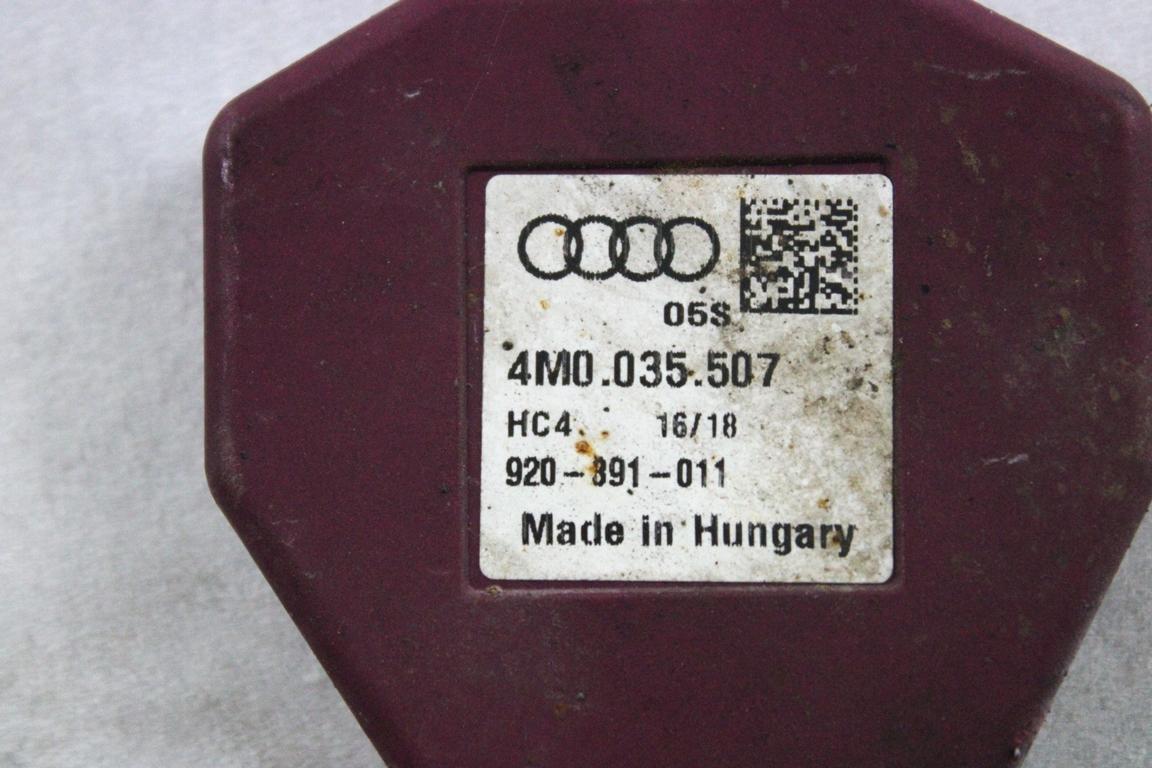 05S
4M0.035.507
HC4 16/18
920-891-011
Made in Hungary